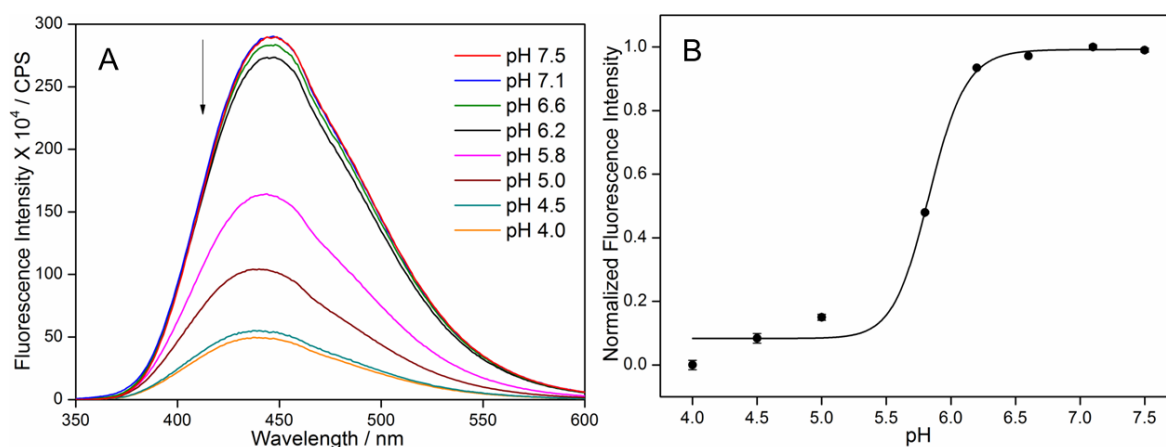 A
Fluorescence Intensity X 10⁴ / CPS
300
250
200
150
100
50
0
350 400 450 500 550 600
Wavelength / nm
pH 7.5
pH 7.1
pH 6.6
pH 6.2
pH 5.8
pH 5.0
pH 4.5
pH 4.0
B
Normalized Fluorescence Intensity
1.0
0.8
0.6
0.4
0.2
0.0
4.0 4.5 5.0 5.5 6.0 6.5 7.0 7.5
pH